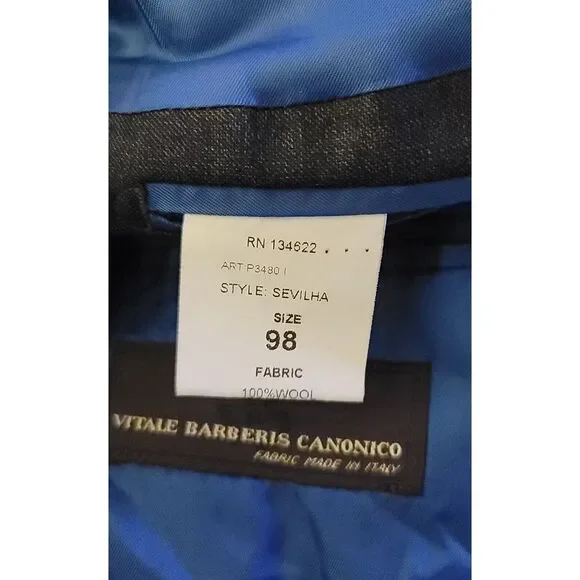 RN 134622 . . .
ART P3480 I
STYLE: SEVILHA
SIZE
98
FABRIC
100%WOOL
VITALE BARBERIS CANONICO
FABRIC MADE IN ITALY